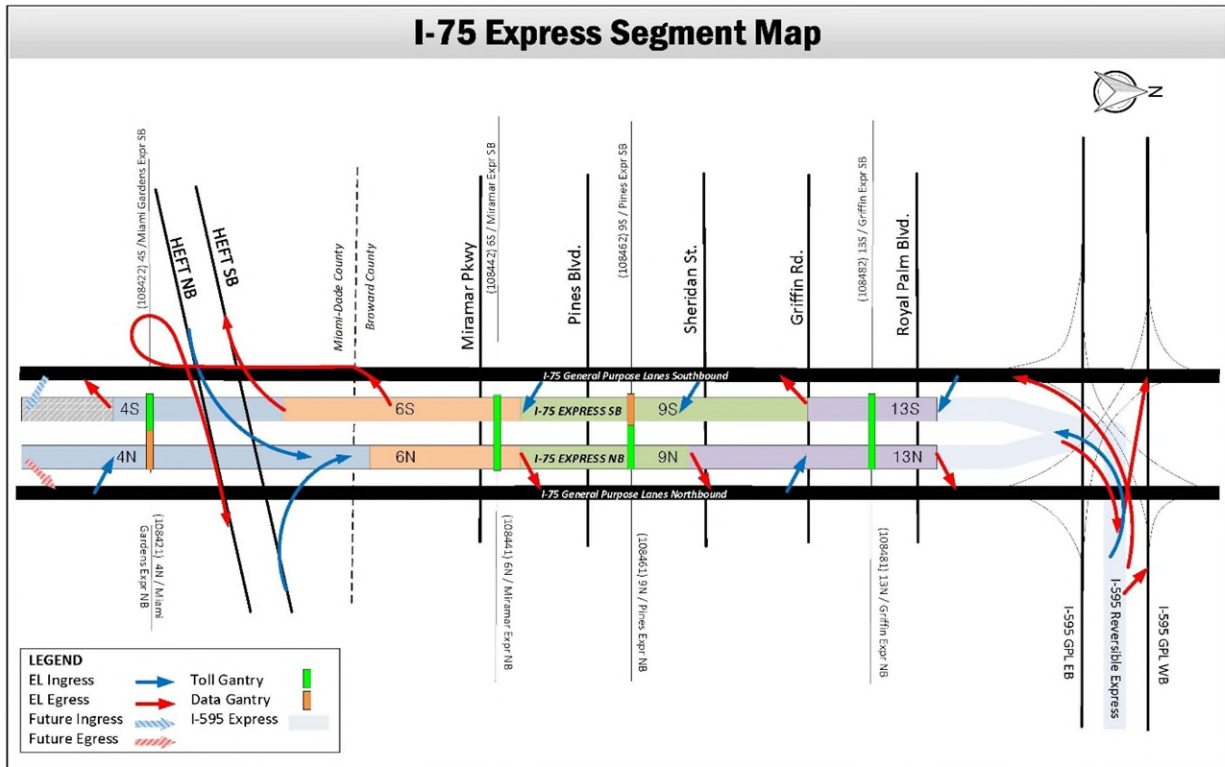 I-75 Express Segment Map
N
(108422) 4S /Miami Gardens Expr SB
HEFT NB
HEFT SB
Miami-Dade County
Broward County
Miramar Pkwy
(108442) 6S / Miramar Expr SB
Pines Blvd.
(108462) 9S / Pines Expr SB
Sheridan St.
Griffin Rd.
(108482) 13S / Griffin Expr SB
Royal Palm Blvd.
I-75 General Purpose Lanes Southbound
4S
6S
I-75 EXPRESS SB
9S
13S
4N
6N
I-75 EXPRESS NB
9N
13N
I-75 General Purpose Lanes Northbound
(108421) 4N / Miami
Gardens Expr NB
(108441) 6N / Miramar Expr NB
(108461) 9N / Pines Expr NB
(108481) 13N / Griffin Expr NB
I-595 GPL EB
I-595 Reversible Express
I-595 GPL WB
LEGEND
EL Ingress
Toll Gantry
EL Egress
Data Gantry
Future Ingress
I-595 Express
Future Egress